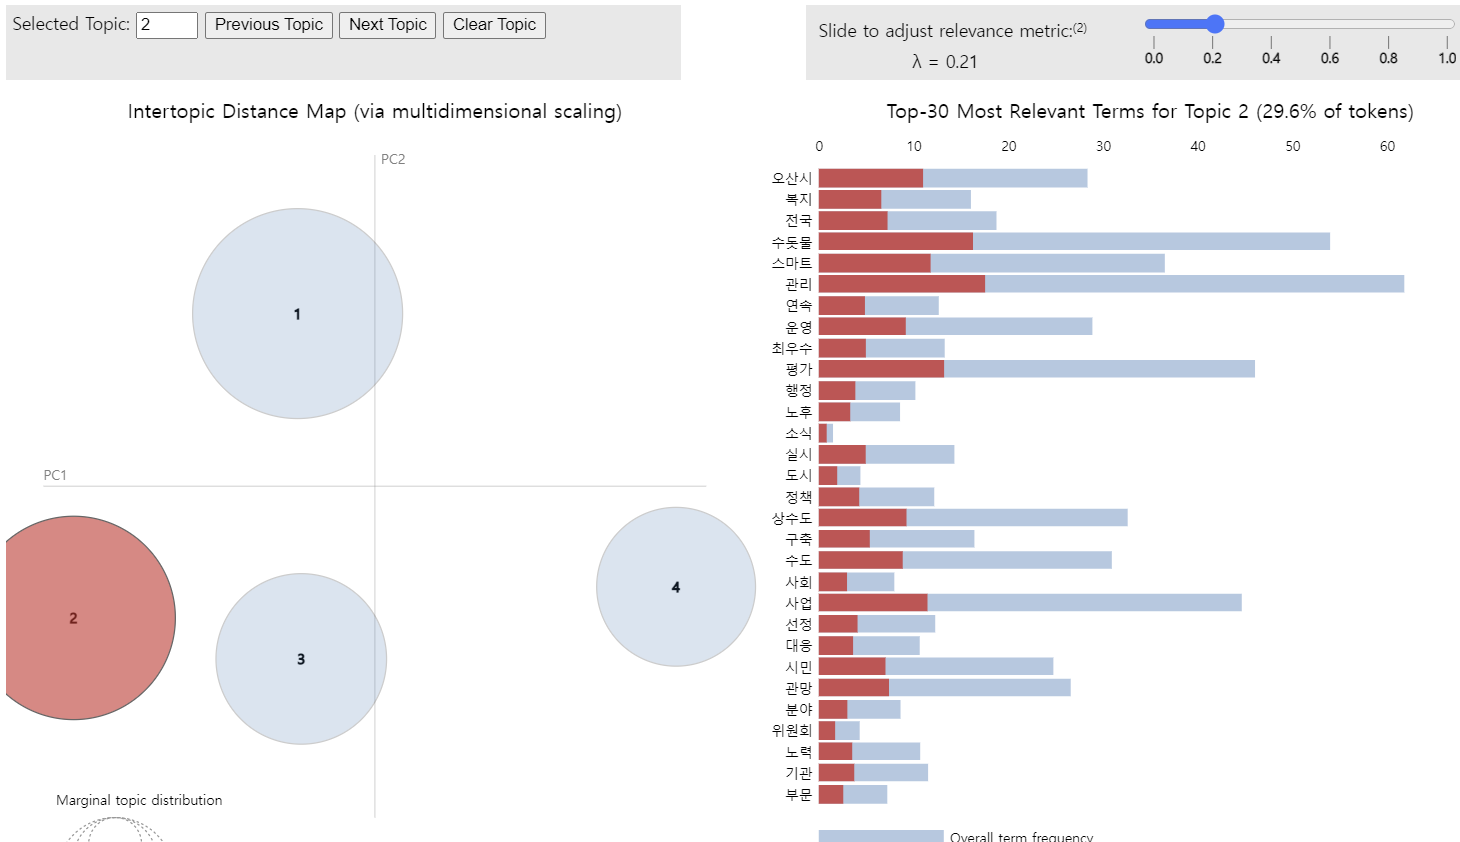 Selected Topic: 2 Previous Topic Next Topic Clear Topic
Slide to adjust relevance metric:(2)
λ = 0.21
0.0 0.2 0.4 0.6 0.8 1.0
Intertopic Distance Map (via multidimensional scaling)
PC2
1
PC1
2
3
4
Marginal topic distribution
Top-30 Most Relevant Terms for Topic 2 (29.6% of tokens)
0 10 20 30 40 50 60
오산시
복지
전국
수돗물
스마트
관리
연속
운영
최우수
평가
행정
노후
소식
실시
도시
정책
상수도
구축
수도
사회
사업
선정
대응
시민
관망
분야
위원회
노력
기관
부문
Overall term frequency